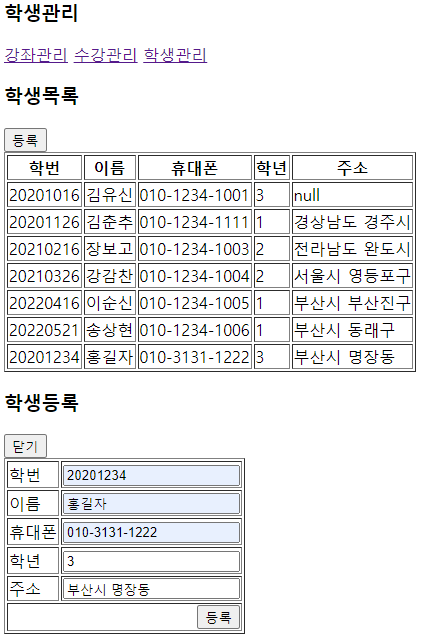 학생관리
강좌관리 수강관리 학생관리
학생목록
등록
학번 이름 휴대폰 학년 주소
20201016 김유신 010-1234-1001 3 null
20201126 김춘추 010-1234-1111 1 경상남도 경주시
20210216 장보고 010-1234-1003 2 전라남도 완도시
20210326 강감찬 010-1234-1004 2 서울시 영등포구
20220416 이순신 010-1234-1005 1 부산시 부산진구
20220521 송상현 010-1234-1006 1 부산시 동래구
20201234 홍길자 010-3131-1222 3 부산시 명장동
학생등록
닫기
학번 20201234
이름 홍길자
휴대폰 010-3131-1222
학년 3
주소 부산시 명장동
등록